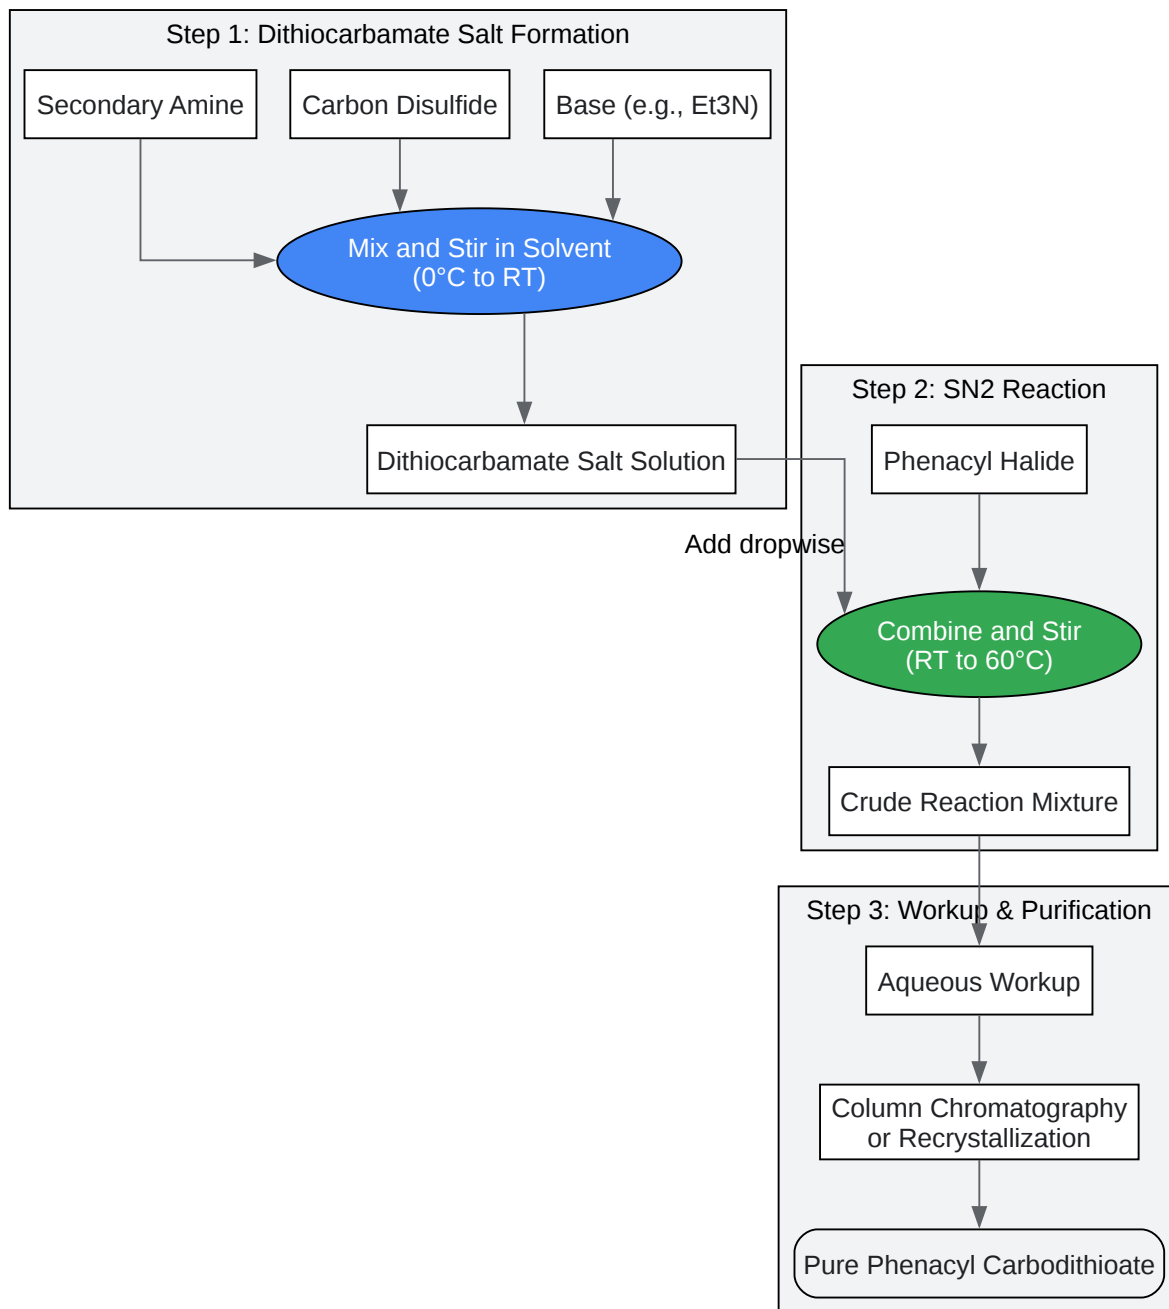 Step 1: Dithiocarbamate Salt Formation
Secondary Amine
Carbon Disulfide
Base (e.g., Et3N)
Mix and Stir in Solvent
(0°C to RT)
Dithiocarbamate Salt Solution
Step 2: SN2 Reaction
Phenacyl Halide
Add dropwise
Combine and Stir
(RT to 60°C)
Crude Reaction Mixture
Step 3: Workup & Purification
Aqueous Workup
Column Chromatography
or Recrystallization
Pure Phenacyl Carbodithioate